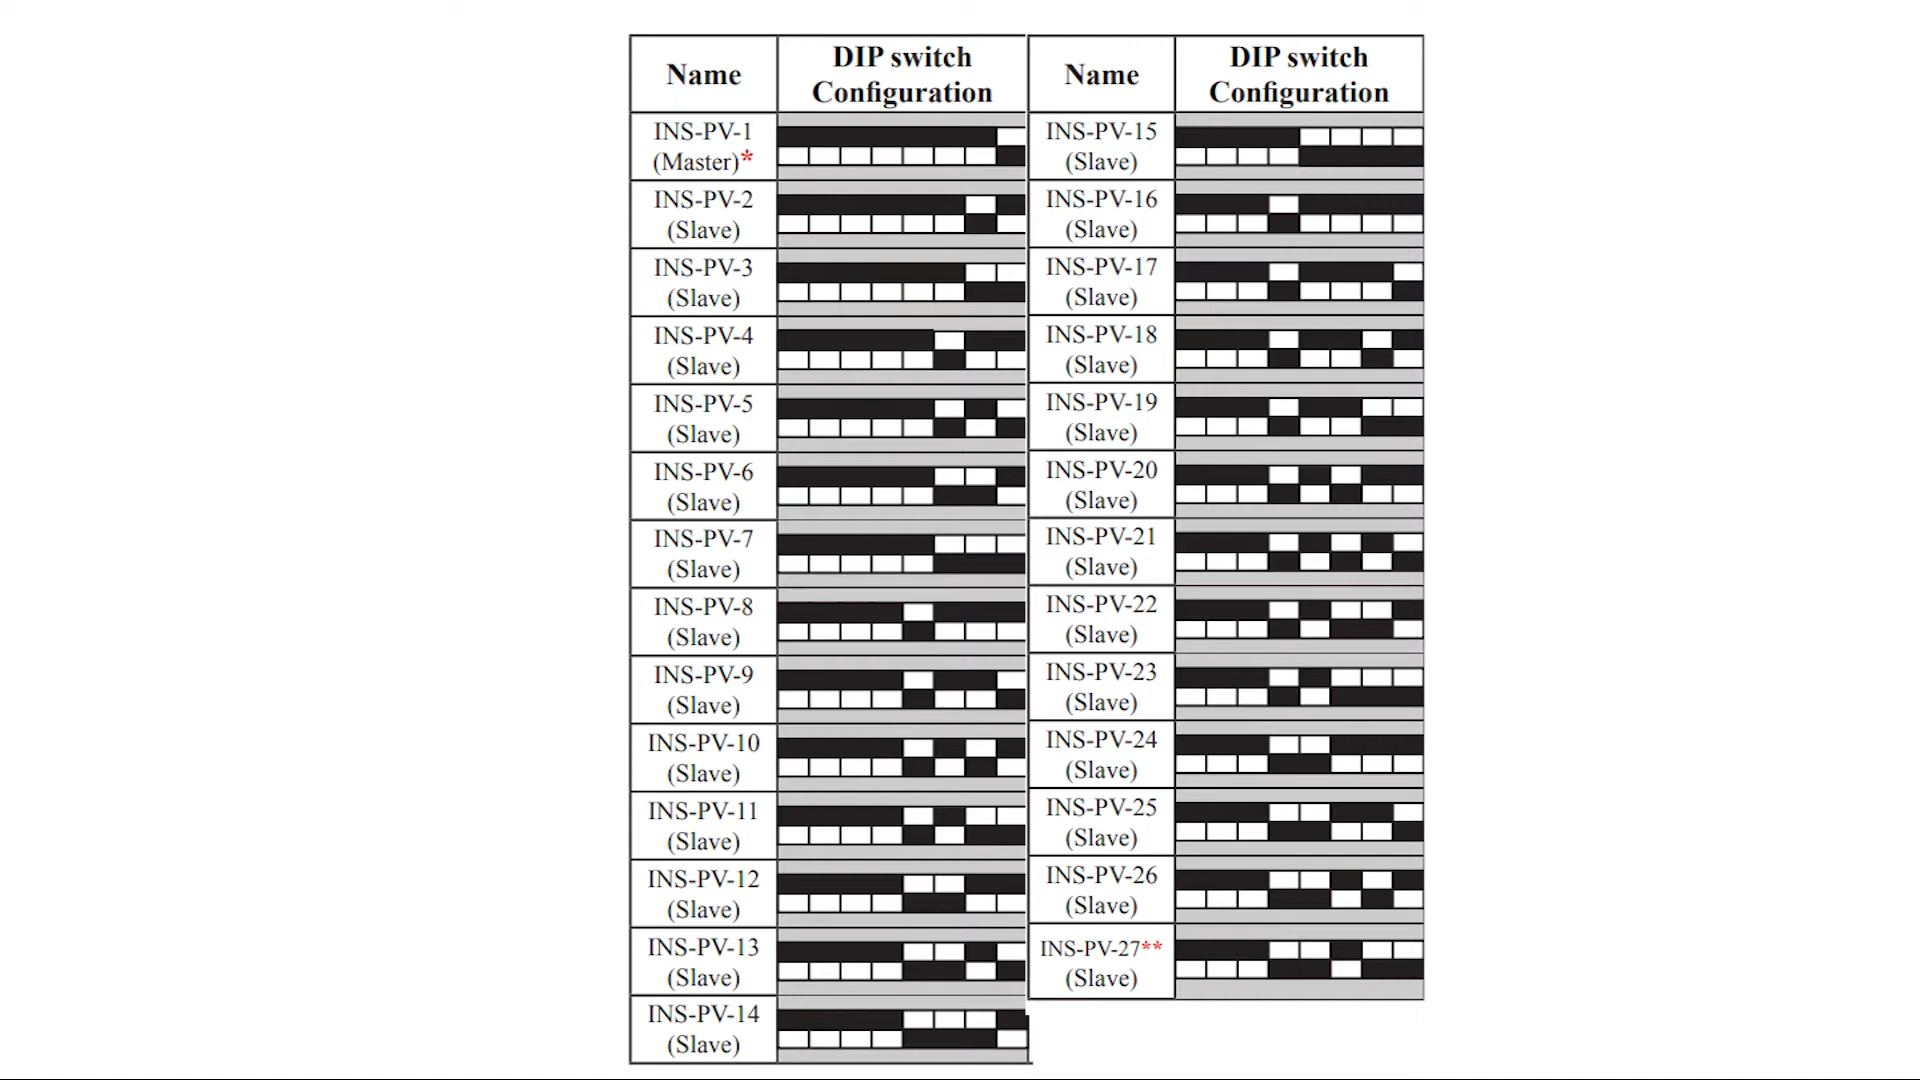 Name
DIP switch
Configuration
INS-PV-1
(Master)*
INS-PV-2
(Slave)
INS-PV-3
(Slave)
INS-PV-4
(Slave)
INS-PV-5
(Slave)
INS-PV-6
(Slave)
INS-PV-7
(Slave)
INS-PV-8
(Slave)
INS-PV-9
(Slave)
INS-PV-10
(Slave)
INS-PV-11
(Slave)
INS-PV-12
(Slave)
INS-PV-13
(Slave)
INS-PV-14
(Slave)
Name
DIP switch
Configuration
INS-PV-15
(Slave)
INS-PV-16
(Slave)
INS-PV-17
(Slave)
INS-PV-18
(Slave)
INS-PV-19
(Slave)
INS-PV-20
(Slave)
INS-PV-21
(Slave)
INS-PV-22
(Slave)
INS-PV-23
(Slave)
INS-PV-24
(Slave)
INS-PV-25
(Slave)
INS-PV-26
(Slave)
INS-PV-27**
(Slave)